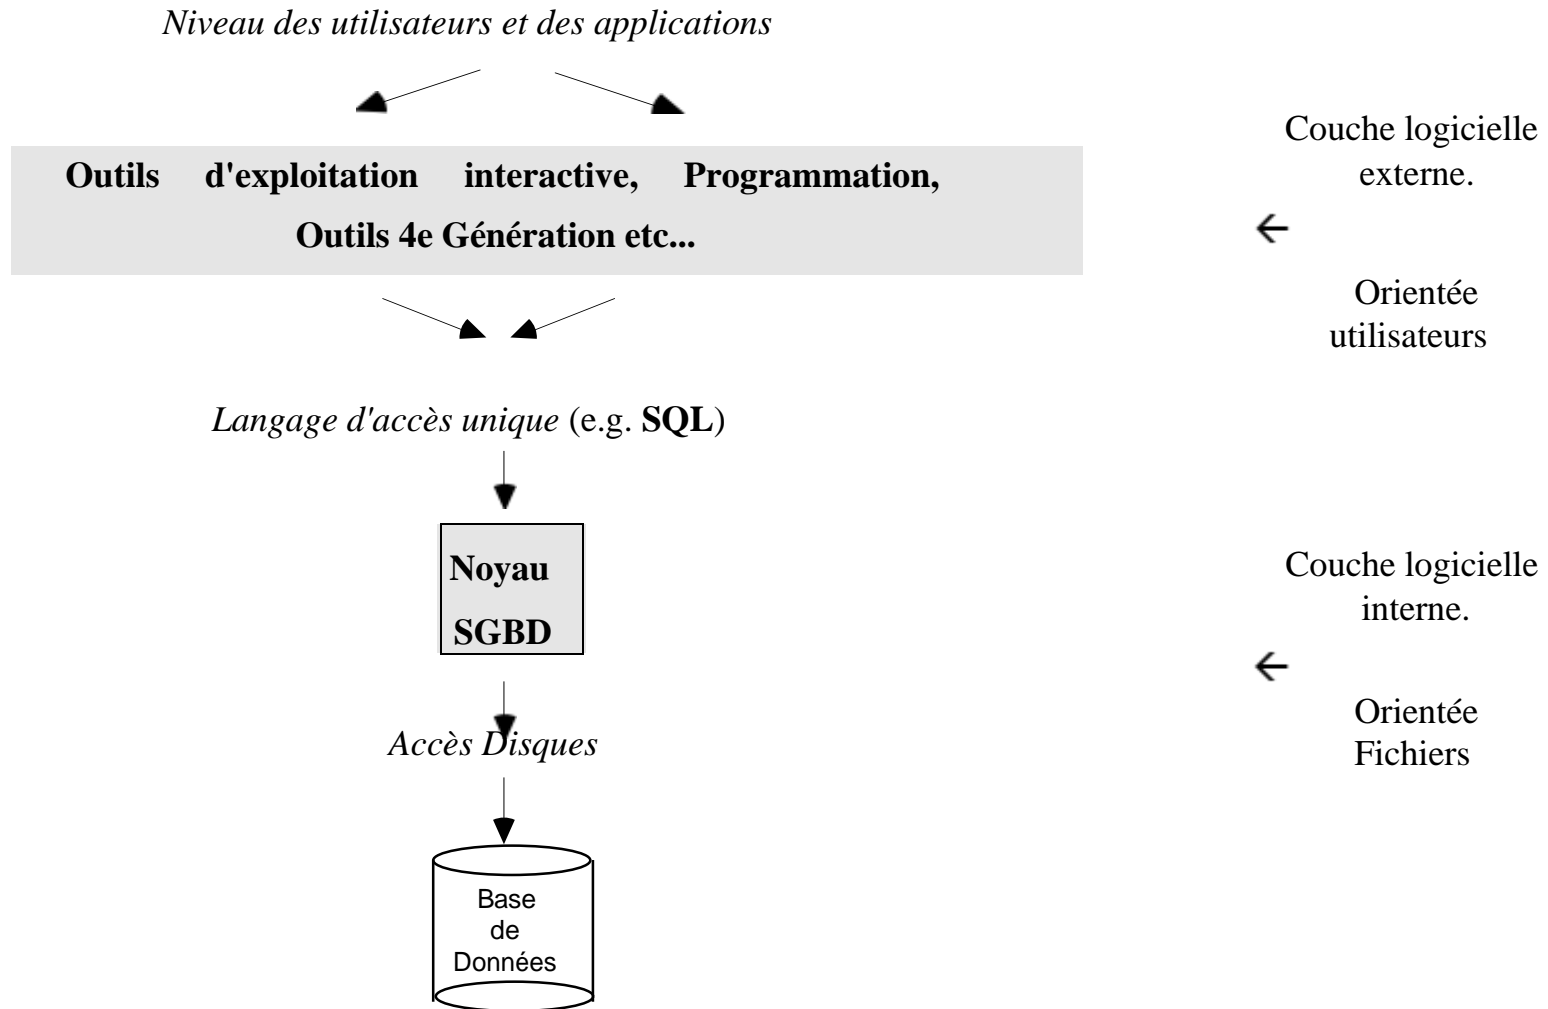 Niveau des utilisateurs et des applications
Couche logicielle
externe.
Outils d'exploitation interactive, Programmation,
Outils 4e Génération etc...
←
Orientée
utilisateurs
Langage d'accès unique (e.g. SQL)
Noyau
SGBD
Couche logicielle
interne.
←
Orientée
Fichiers
Accès Disques
Base
de
Données